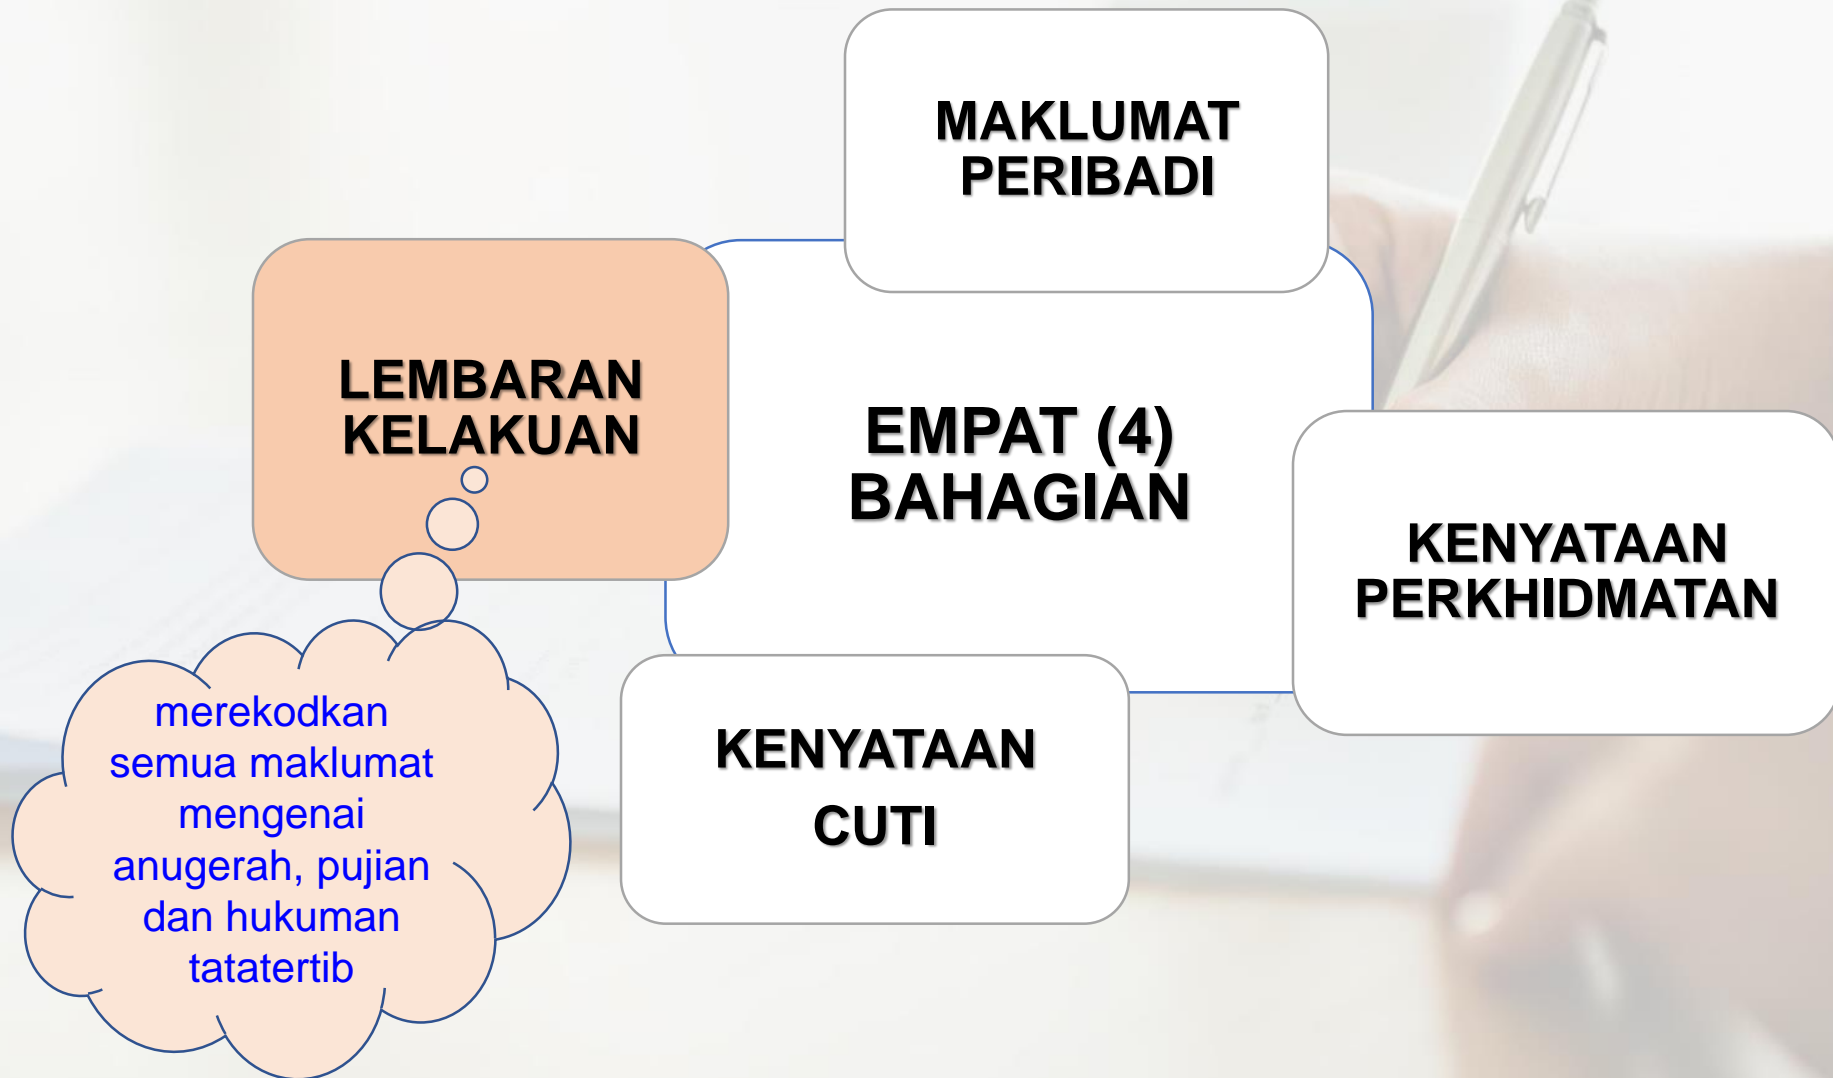 MAKLUMAT
PERIBADI
LEMBARAN
KELAKUAN
EMPAT (4)
BAHAGIAN
KENYATAAN
PERKHIDMATAN
KENYATAAN
CUTI
merekodkan
semua maklumat
mengenai
anugerah, pujian
dan hukuman
tatatertib